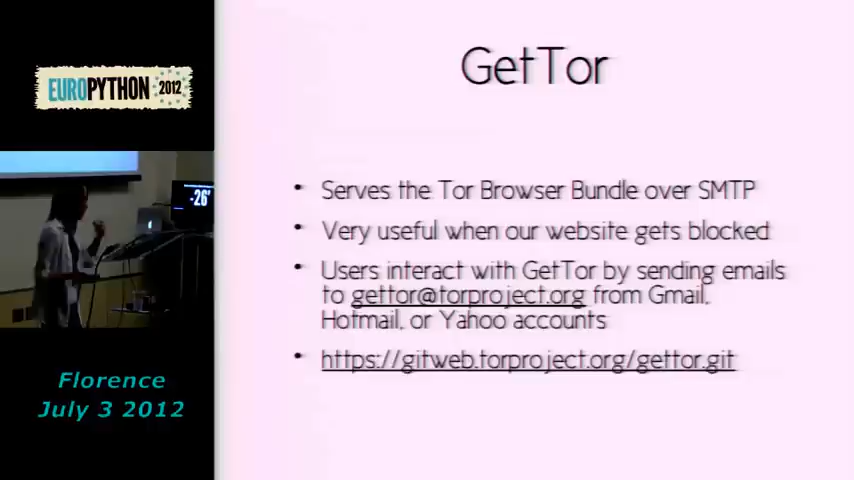 EUROPYTHON 2012
-26'
Florence
July 3 2012
GetTor
• Serves the Tor Browser Bundle over SMTP
• Very useful when our website gets blocked
• Users interact with GetTor by sending emails
to gettor@torproject.org from Gmail,
Hotmail, or Yahoo accounts
• https://gitweb.torproject.org/gettor.git